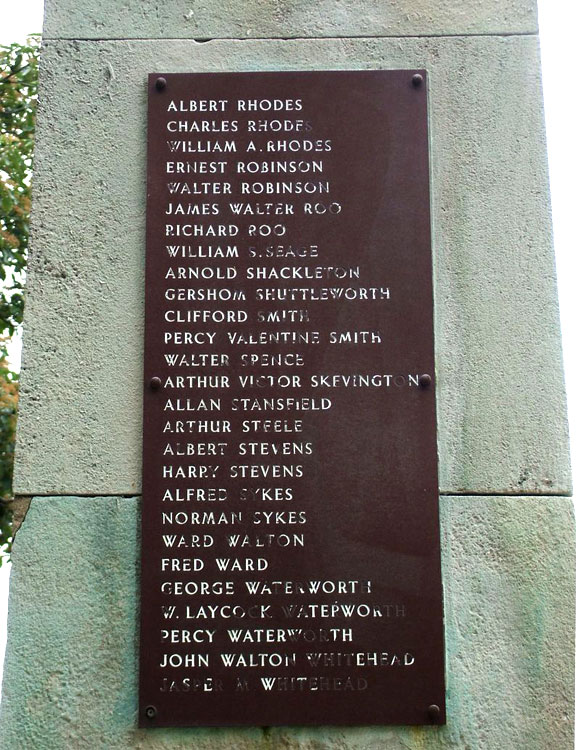 ALBERT RHODES
CHARLES RHODES
WILLIAM A. RHODES
ERNEST ROBINSON
WALTER ROBINSON
JAMES WALTER ROO
RICHARD ROO
WILLIAM S. SEAGE
ARNOLD SHACKLETON
GERSHOM SHUTTLEWORTH
CLIFFORD SMITH
PERCY VALENTINE SMITH
WALTER SPENCE
ARTHUR VICTOR SKEVINGTON
ALLAN STANSFIELD
ARTHUR STEELE
ALBERT STEVENS
HARRY STEVENS
ALFRED SYKES
NORMAN SYKES
WARD WALTON
FRED WARD
GEORGE WATERWORTH
W. LAYCOCK WATERWORTH
PERCY WATERWORTH
JOHN WALTON WHITEHEAD
JASPER M WHITEHEAD